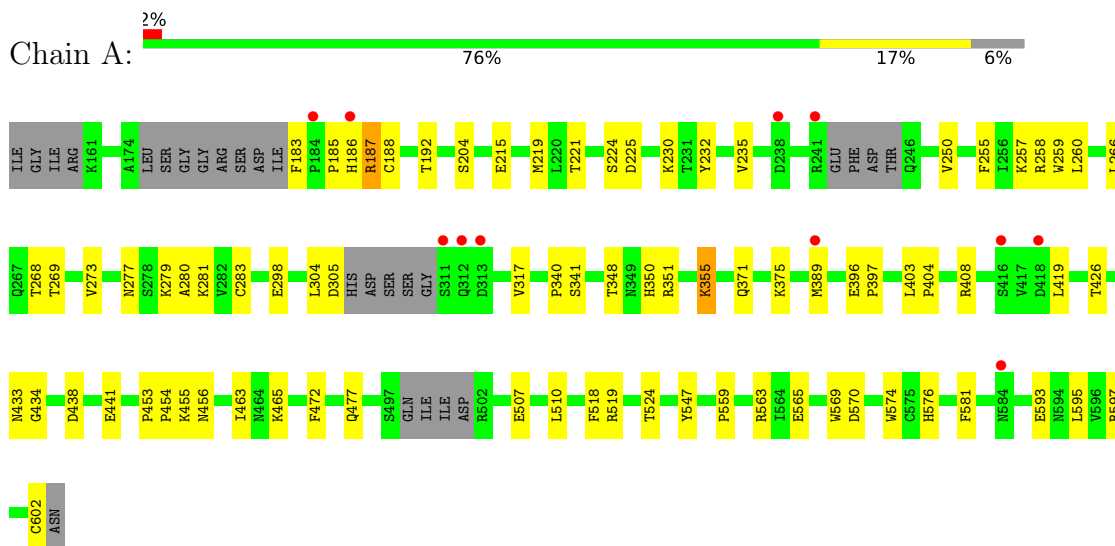 2%
Chain A:
76% 17% 6%
ILE GLY ILE ARG K161 A174 LEU SER GLY GLY ARG SER ASP ILE F183 P184 P185 H186 R187 C188 T192 S204 E215 M219 L220 T221 S224 D225 K230 T231 Y232 V235 D238 R241 GLU PHE ASP THR Q246 V250 F255 I256 K257 R258 W259 L260 L266
Q267 T268 T269 V273 N277 S278 K279 A280 K281 V282 C283 E298 L304 D305 HIS ASP SER SER GLY S311 Q312 D313 V317 P340 S341 T348 N349 H350 R351 K355 Q371 K375 M389 E396 P397 L403 P404 R408 S416 V417 D418 L419 T426
N433 G434 D438 E441 P453 P454 K455 N456 I463 N464 K465 F472 Q477 S497 GLN ILE ILE ASP R502 E507 L510 F518 R519 T524 Y547 P559 R563 I564 E565 W569 D570 W574 C575 H576 F581 N584 E593 N594 L595 V596
C602 ASN